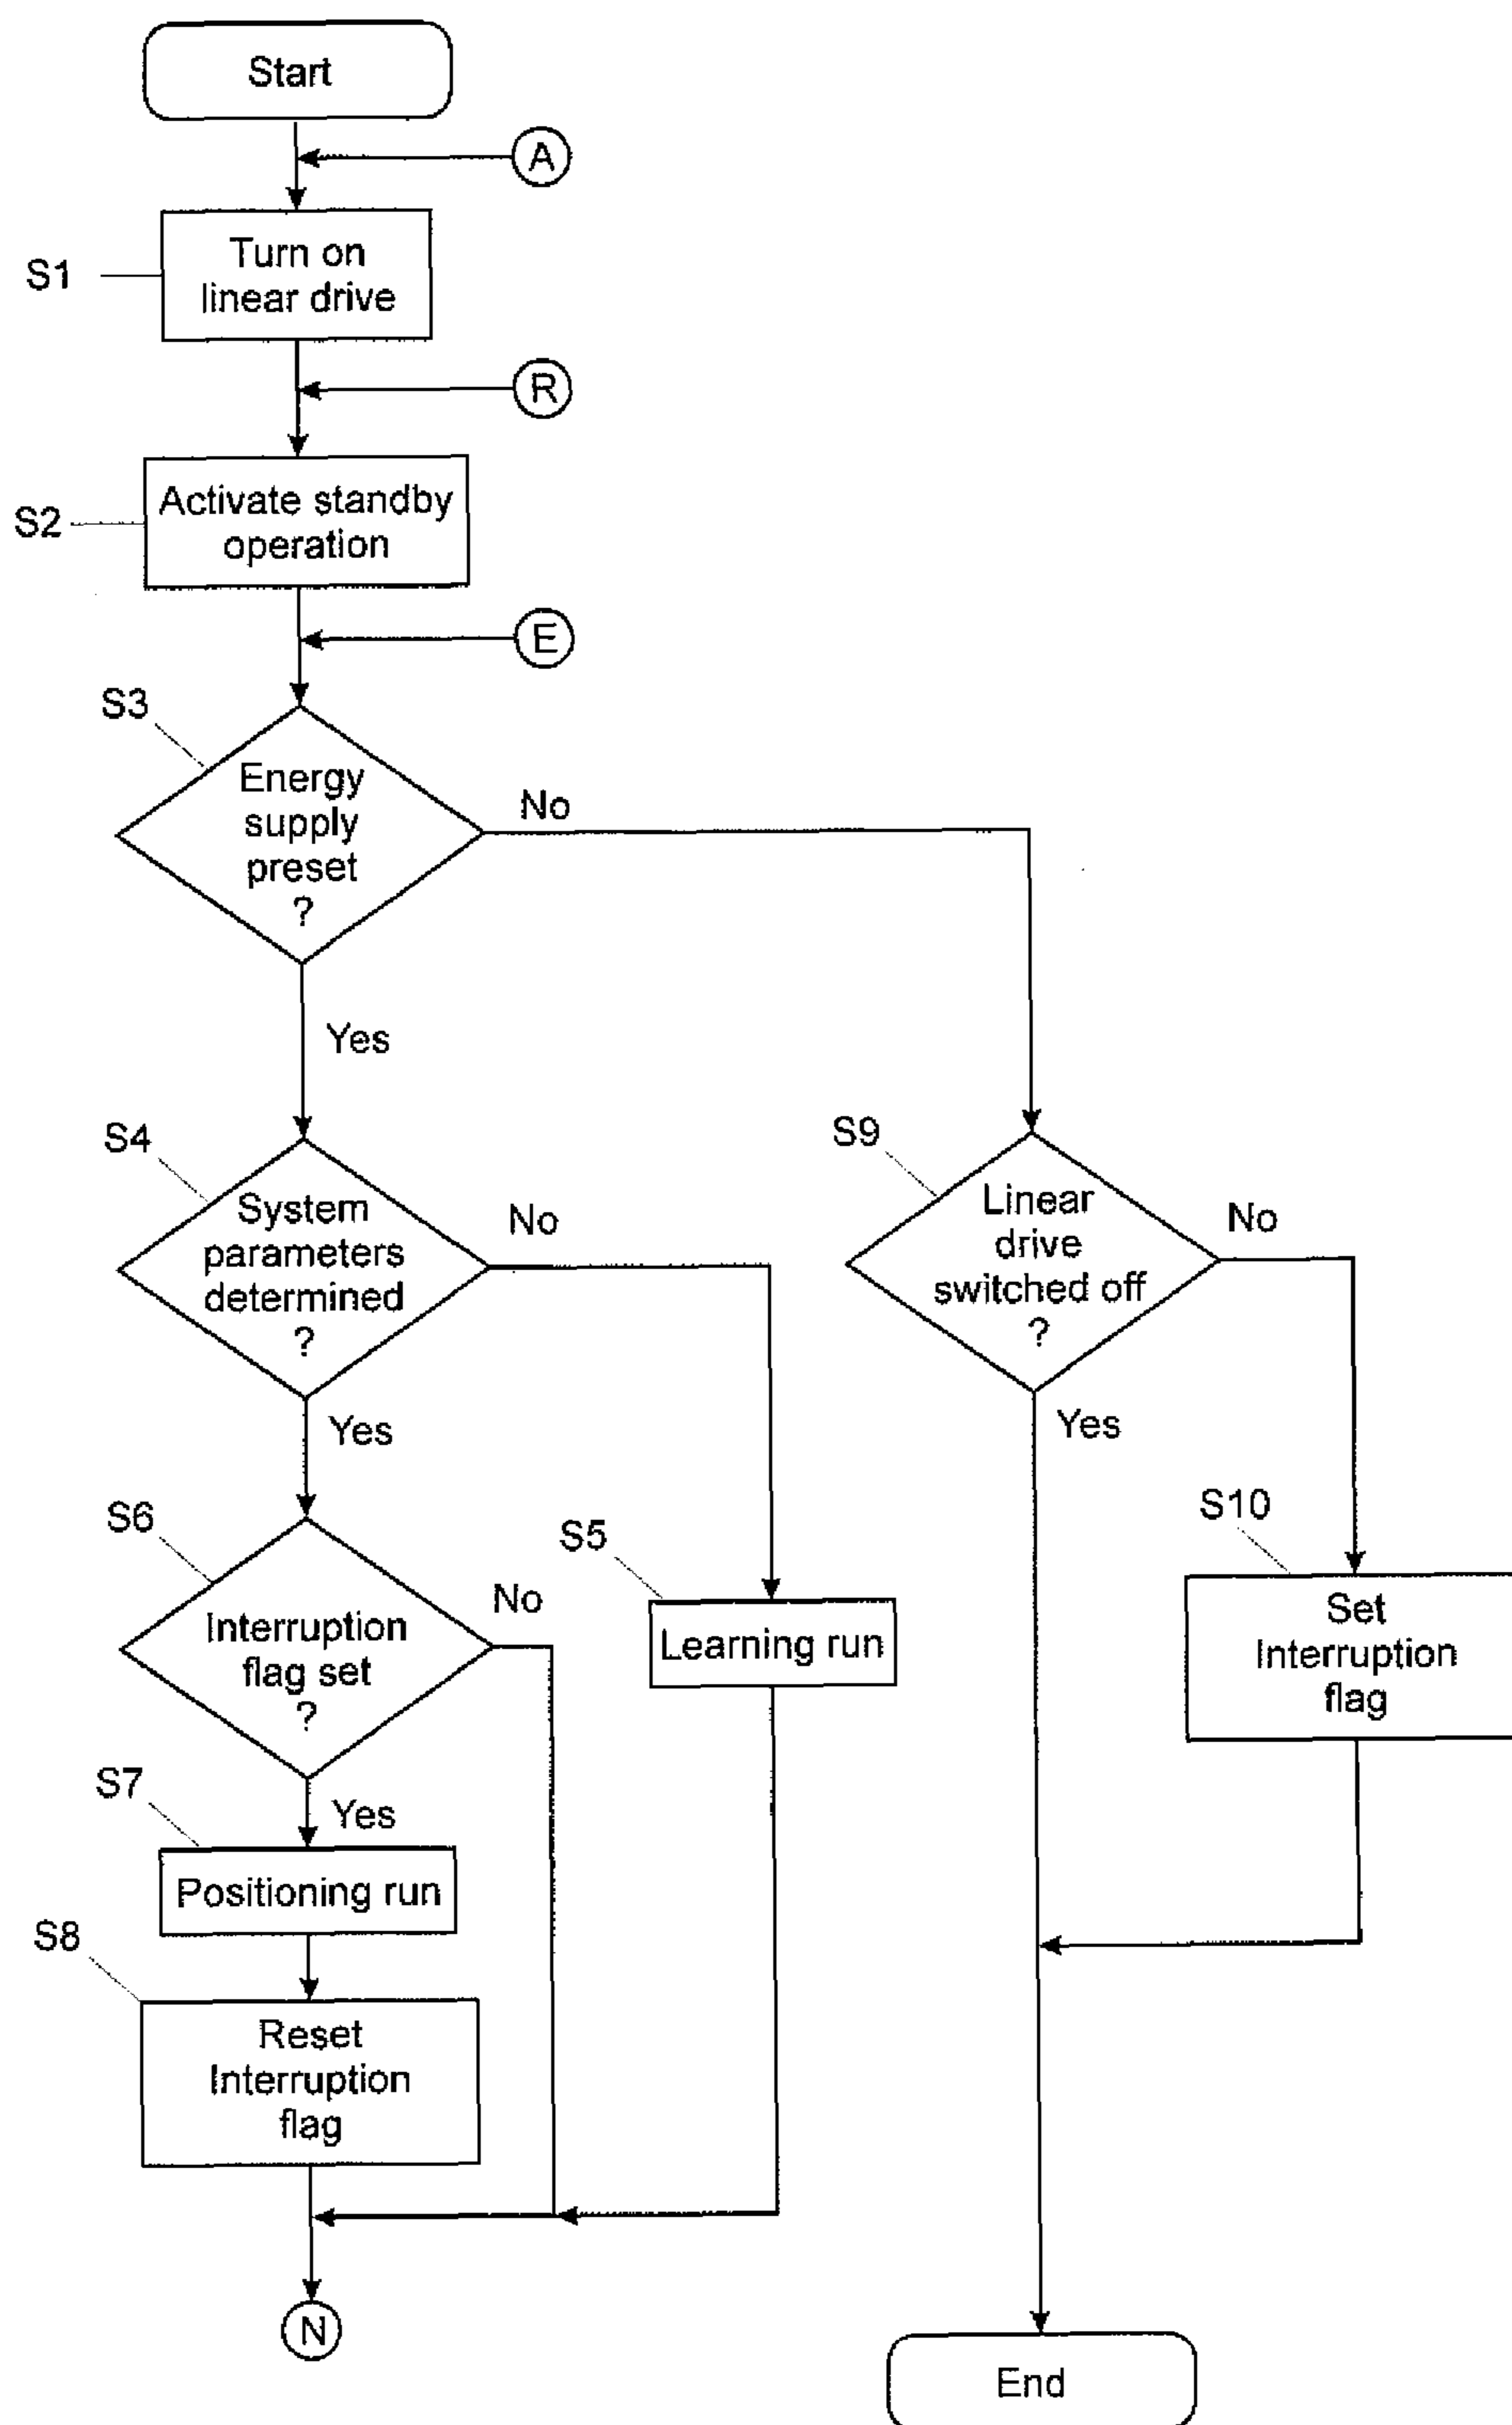 Start
A
S1
Turn on
linear drive
R
S2
Activate standby
operation
E
S3
Energy
supply
preset
?
No
Yes
S4
System
parameters
determined
?
No
Yes
S9
Linear
drive
switched off
?
No
Yes
S6
Interruption
flag set
?
No
Yes
S5
Learning run
S10
Set
Interruption
flag
S7
Positioning run
S8
Reset
Interruption
flag
N
End